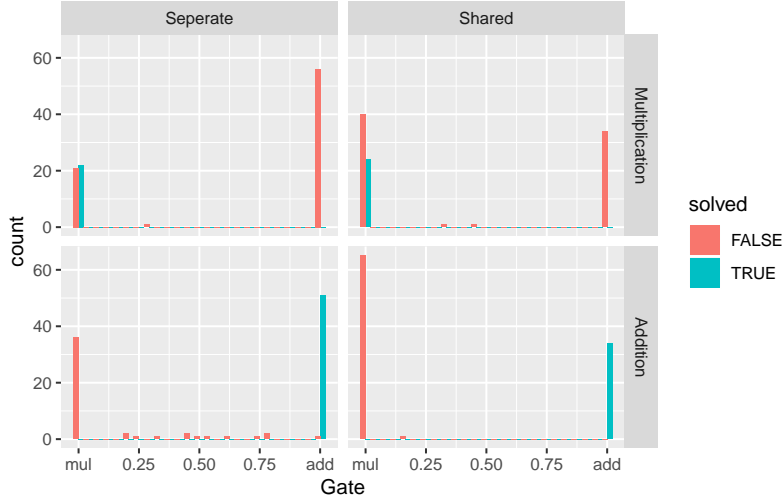 Seperate
Shared
60
40
20
0
Multiplication
60
40
20
0
Addition
count
mul 0.25 0.50 0.75 add
mul 0.25 0.50 0.75 add
Gate
solved
FALSE
TRUE